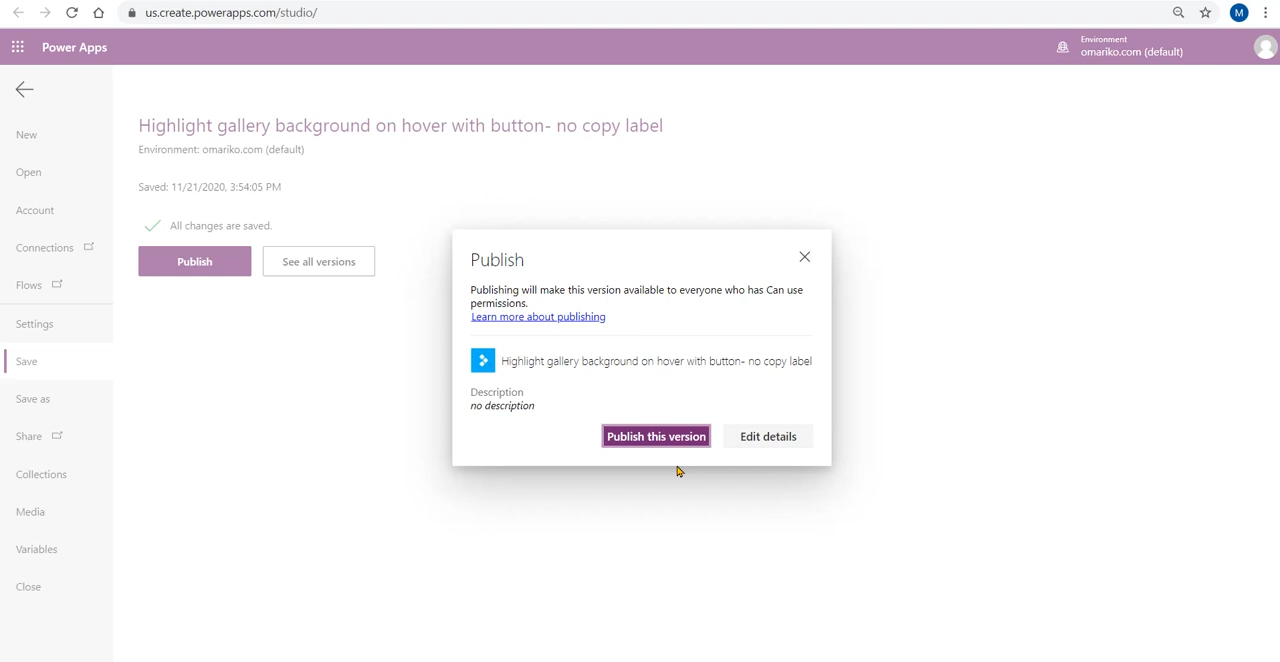 us.create.powerapps.com/studio/
M
Power Apps
Environment
omariko.com (default)
New
Open
Account
Connections
Flows
Settings
Save
Save as
Share
Collections
Media
Variables
Close
Highlight gallery background on hover with button- no copy label
Environment: omariko.com (default)
Saved: 11/21/2020, 3:54:05 PM
All changes are saved.
Publish
See all versions
Publish
Publishing will make this version available to everyone who has Can use
permissions.
Learn more about publishing
Highlight gallery background on hover with button- no copy label
Description
no description
Publish this version
Edit details